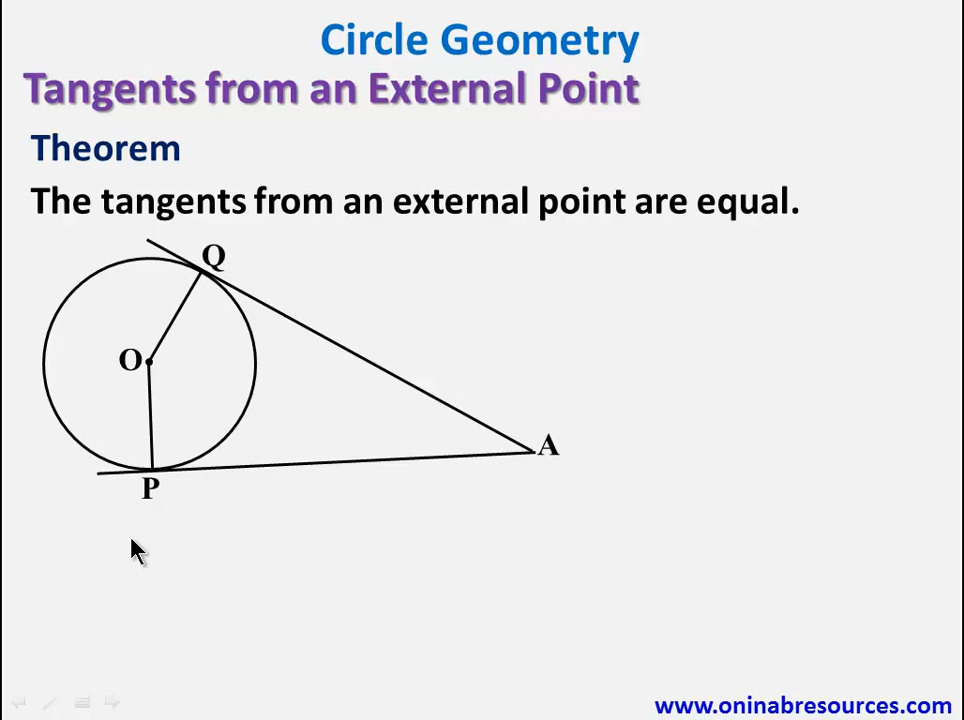 Circle Geometry
Tangents from an External Point
Theorem
The tangents from an external point are equal.
Q
O
A
P
www.oninabresources.com